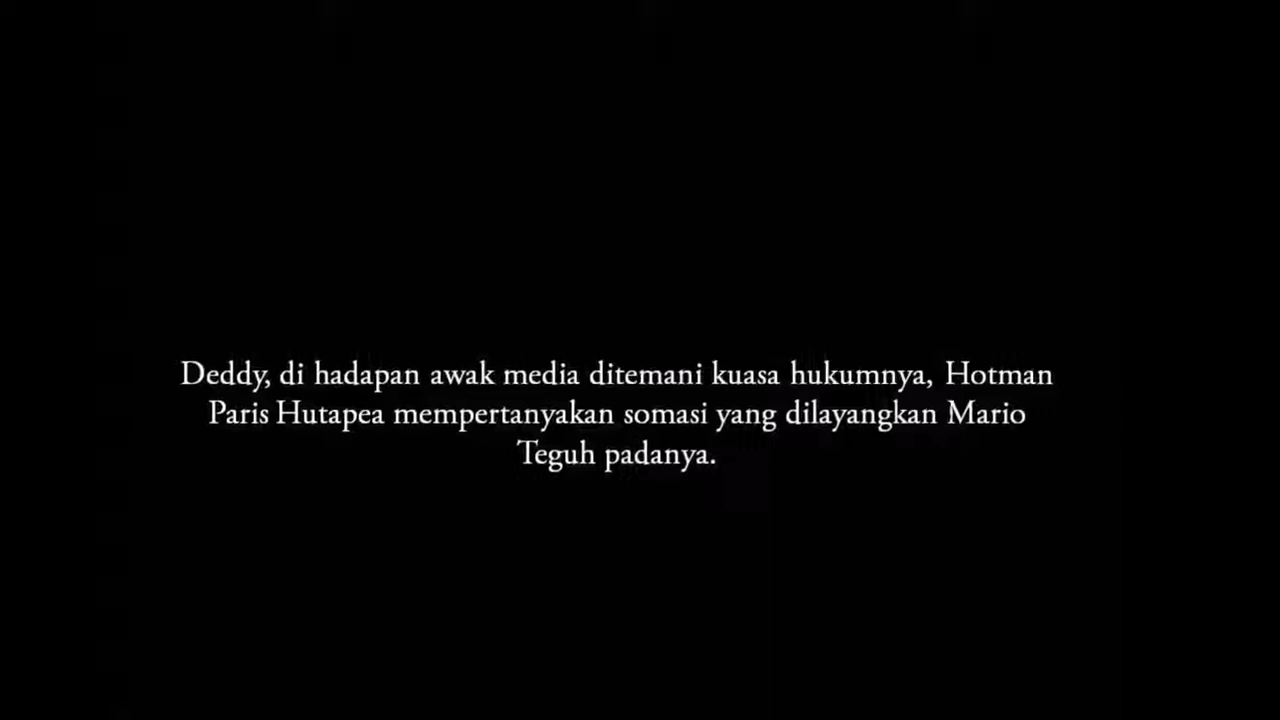 Deddy, di hadapan awak media ditemani kuasa hukumnya, Hotman
Paris Hutapea mempertanyakan somasi yang dilayangkan Mario
Teguh padanya.